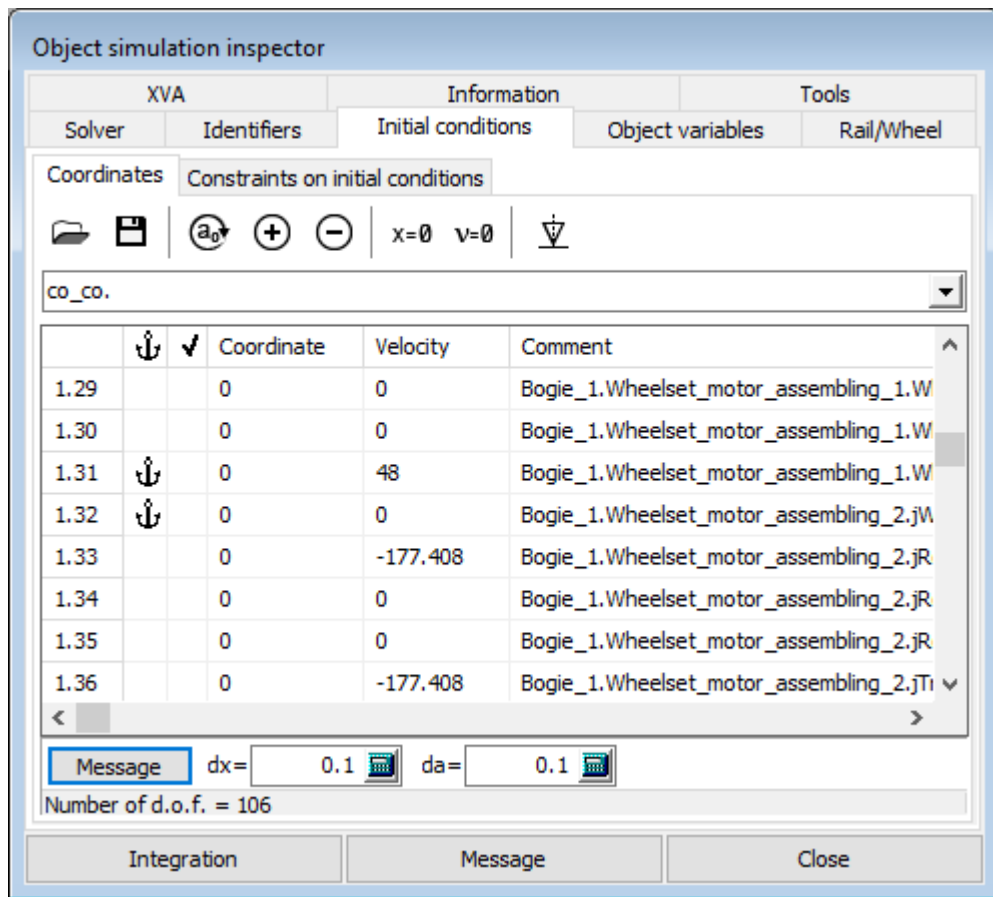 Object simulation inspector
XVA Information Tools
Solver Identifiers Initial conditions Object variables Rail/Wheel
Coordinates Constraints on initial conditions
a₀ x=0 v=0
co_co.
Coordinate Velocity Comment
1.29 0 0 Bogie_1.Wheelset_motor_assembling_1.W
1.30 0 0 Bogie_1.Wheelset_motor_assembling_1.W
1.31 0 48 Bogie_1.Wheelset_motor_assembling_1.W
1.32 0 0 Bogie_1.Wheelset_motor_assembling_2.jW
1.33 0 -177.408 Bogie_1.Wheelset_motor_assembling_2.jR
1.34 0 0 Bogie_1.Wheelset_motor_assembling_2.jR
1.35 0 0 Bogie_1.Wheelset_motor_assembling_2.jR
1.36 0 -177.408 Bogie_1.Wheelset_motor_assembling_2.jTr
Message dx= 0.1 da= 0.1
Number of d.o.f. = 106
Integration Message Close